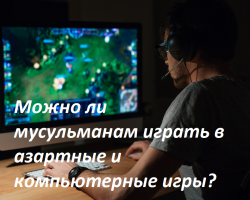 Можно ли
мусульманам играть в
азартные и
компьютерные игры?